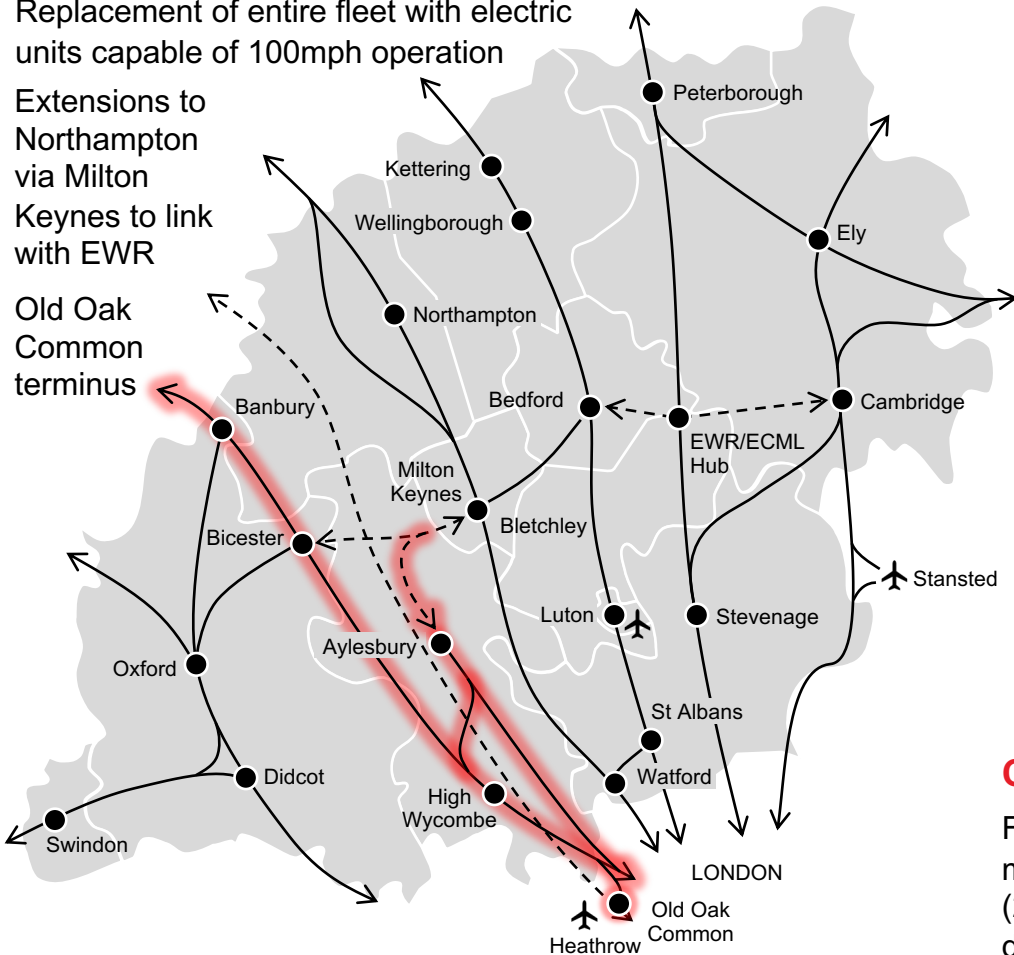 Replacement of entire fleet with electric
units capable of 100mph operation
Extensions to
Northampton
via Milton
Keynes to link
with EWR
Old Oak
Common
terminus
Peterborough
Kettering
Wellingborough
Ely
Northampton
Bedford
Cambridge
Banbury
EWR/ECML
Hub
Milton
Keynes
Bletchley
Bicester
Stansted
Luton
Stevenage
Aylesbury
Oxford
St Albans
Watford
Didcot
High
Wycombe
Swindon
LONDON
Old Oak
Common
Heathrow